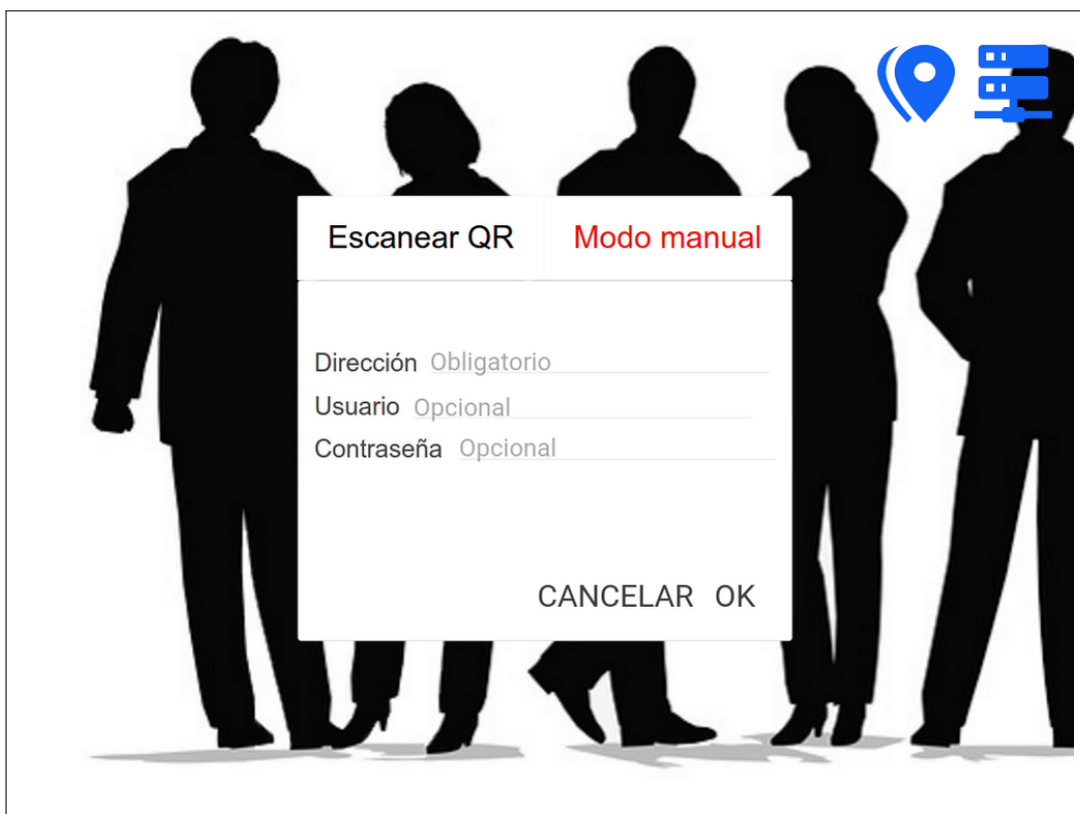 Escanear QR Modo manual
Dirección Obligatorio
Usuario Opcional
Contraseña Opcional
CANCELAR OK